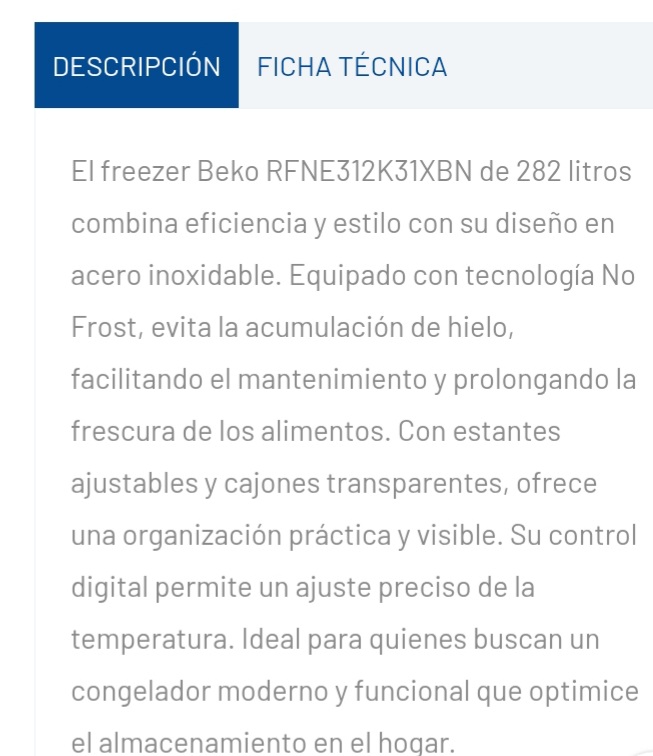 DESCRIPCIÓN FICHA TÉCNICA
El freezer Beko RFNE312K31XBN de 282 litros
combina eficiencia y estilo con su diseño en
acero inoxidable. Equipado con tecnología No
Frost, evita la acumulación de hielo,
facilitando el mantenimiento y prolongando la
frescura de los alimentos. Con estantes
ajustables y cajones transparentes, ofrece
una organización práctica y visible. Su control
digital permite un ajuste preciso de la
temperatura. Ideal para quienes buscan un
congelador moderno y funcional que optimice
el almacenamiento en el hogar.